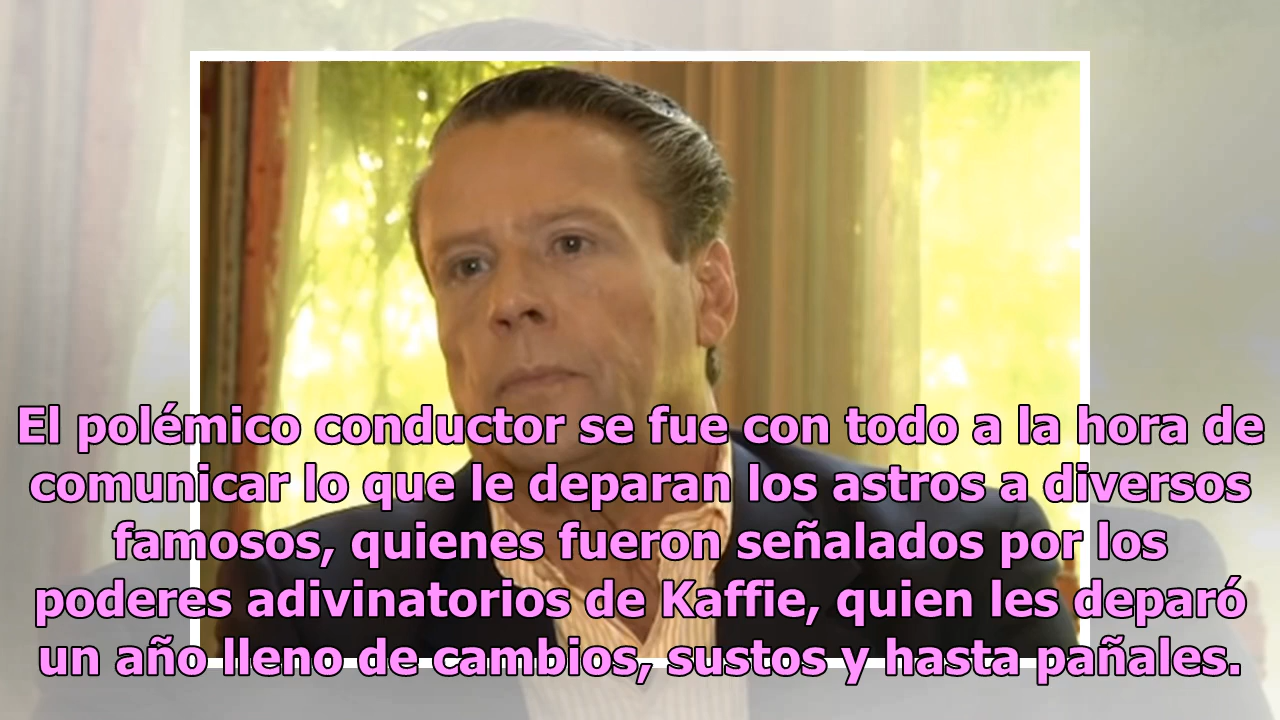 El polémico conductor se fue con todo a la hora de
comunicar lo que le deparan los astros a diversos
famosos, quienes fueron señalados por los
poderes adivinatorios de Kaffie, quien les deparó
un año lleno de cambios, sustos y hasta pañales.